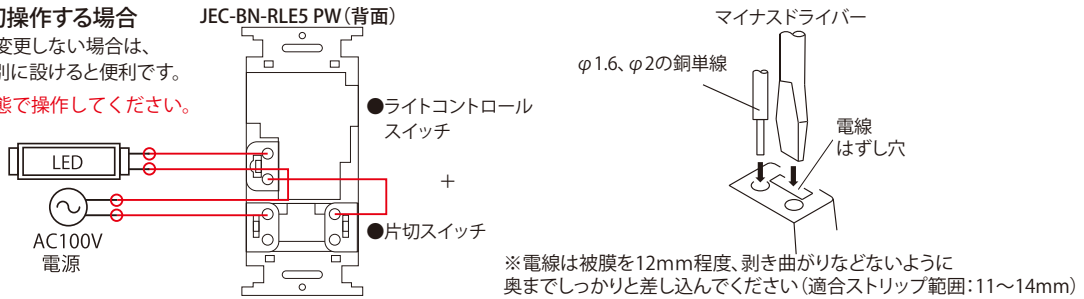 切操作する場合
変更しない場合は、
別に設けると便利です。
態で操作してください。
JEC-BN-RLE5 PW(背面)
LED
AC100V
電源
●ライトコントロール
スイッチ
+
●片切スイッチ
マイナスドライバー
φ1.6、φ2の銅単線
電線
はずし穴
※電線は被膜を12mm程度、剥き曲がりなどないように
奥までしっかりと差し込んでください(適合ストリップ範囲:11〜14mm)